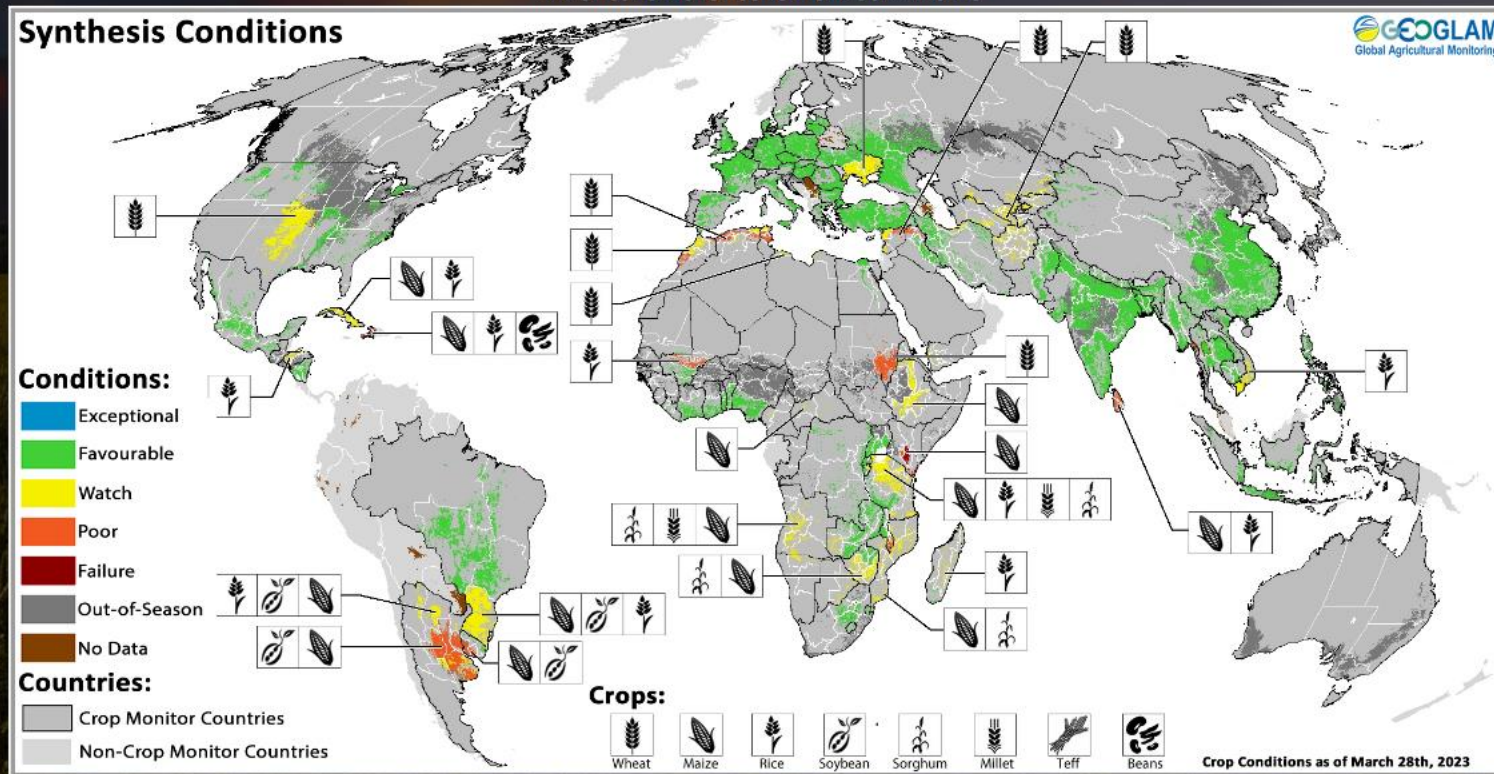 Synthesis Conditions
GEOGLAM
Global Agricultural Monitoring
Conditions:
Exceptional
Favourable
Watch
Poor
Failure
Out-of-Season
No Data
Countries:
Crop Monitor Countries
Non-Crop Monitor Countries
Crops:
Wheat
Maize
Rice
Soybean
Sorghum
Millet
Teff
Beans
Crop Conditions as of March 28th, 2023